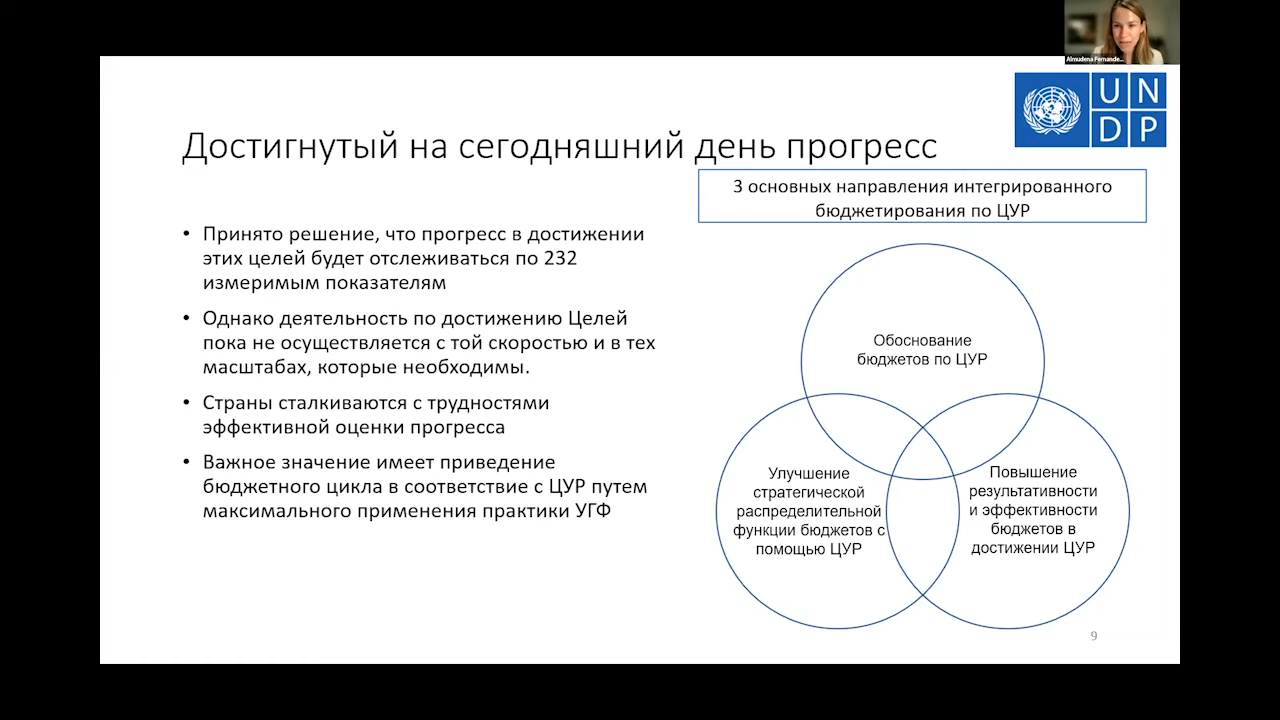 Almudena Fernande...
UN
DP
Достигнутый на сегодняшний день прогресс
3 основных направления интегрированного
бюджетирования по ЦУР
• Принято решение, что прогресс в достижении
этих целей будет отслеживаться по 232
измеримым показателям
• Однако деятельность по достижению Целей
пока не осуществляется с той скоростью и в тех
масштабах, которые необходимы.
• Страны сталкиваются с трудностями
эффективной оценки прогресса
• Важное значение имеет приведение
бюджетного цикла в соответствие с ЦУР путем
максимального применения практики УГФ
Обоснование
бюджетов по ЦУР
Улучшение
стратегической
распределительной
функции бюджетов с
помощью ЦУР
Повышение
результативности
и эффективности
бюджетов в
достижении ЦУР
9